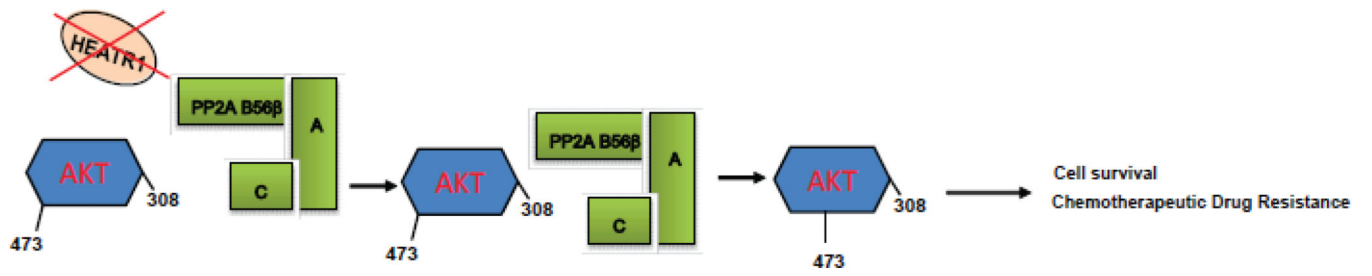 HEATR1
PP2A B56β
A
C
AKT
308
473
PP2A B56β
A
C
AKT
308
473
AKT
308
473
Cell survival
Chemotherapeutic Drug Resistance